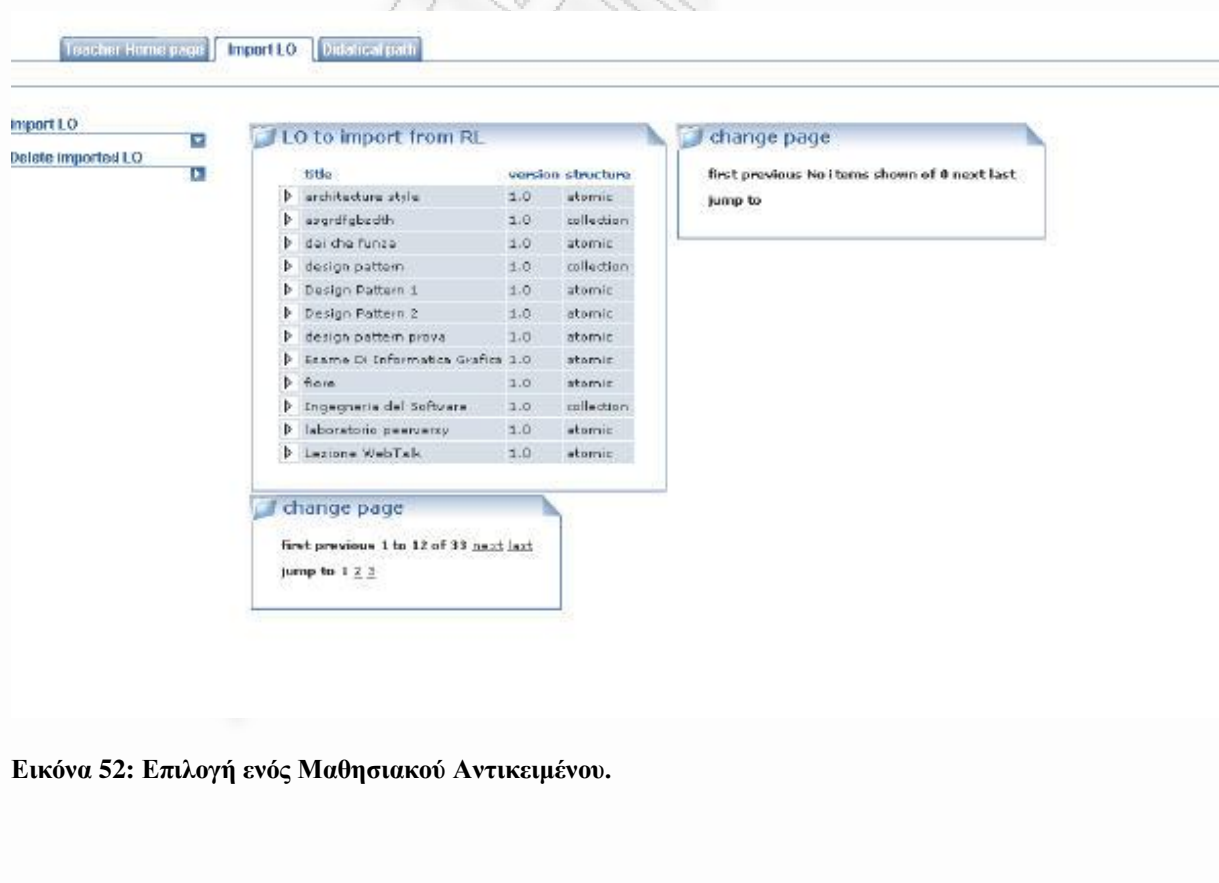 Teacher Home page Import LO Didatical path
Import LO
Delete imported LO
LO to import from RL
title version structure
architecture style 1.0 atomic
asgrdfgbzdth 1.0 collection
dai che funza 1.0 atomic
design pattern 1.0 collection
Design Pattern 1 1.0 atomic
Design Pattern 2 1.0 atomic
design pattern prova 1.0 atomic
Esame Di Informatica Grafica 1.0 atomic
fiore 1.0 atomic
Ingegneria del Software 1.0 collection
laboratorio 1.0 atomic
Lezione WebTalk 1.0 atomic
change page
first previous No items shown of 0 next last
jump to
change page
first previous 1 to 12 of 33 next last
jump to 1 2 3
Εικόνα 52: Επιλογή ενός Μαθησιακού Αντικειμένου.